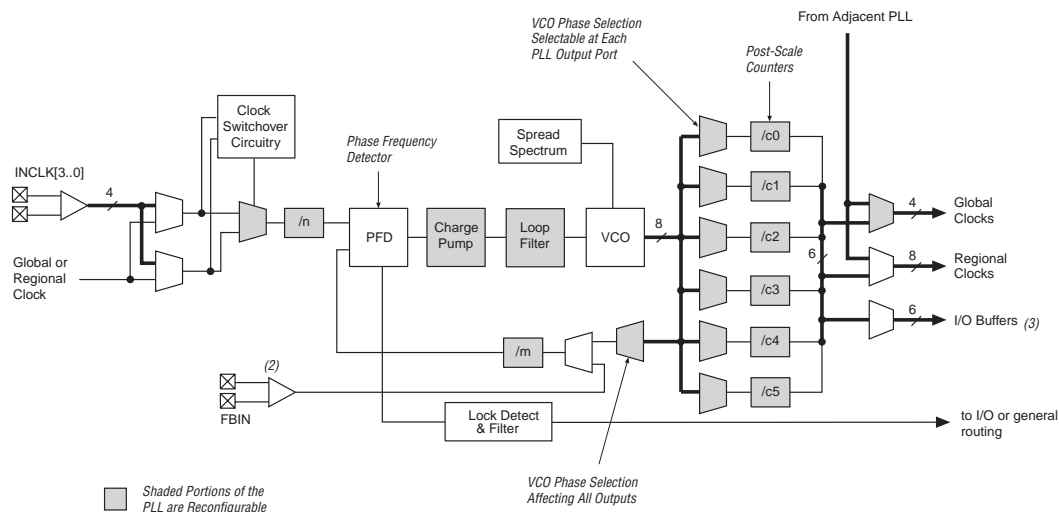 From Adjacent PLL
VCO Phase Selection
Selectable at Each
PLL Output Port
Post-Scale
Counters
Clock
Switchover
Circuitry
Phase Frequency
Detector
Spread
Spectrum
INCLK[3..0]
4
Global or
Regional
Clock
/n
PFD
Charge
Pump
Loop
Filter
VCO
8
/c0
/c1
/c2
/c3
/c4
/c5
6
4
Global
Clocks
8
Regional
Clocks
6
I/O Buffers (3)
/m
(2)
FBIN
Lock Detect
& Filter
to I/O or general
routing
VCO Phase Selection
Affecting All Outputs
Shaded Portions of the
PLL are Reconfigurable